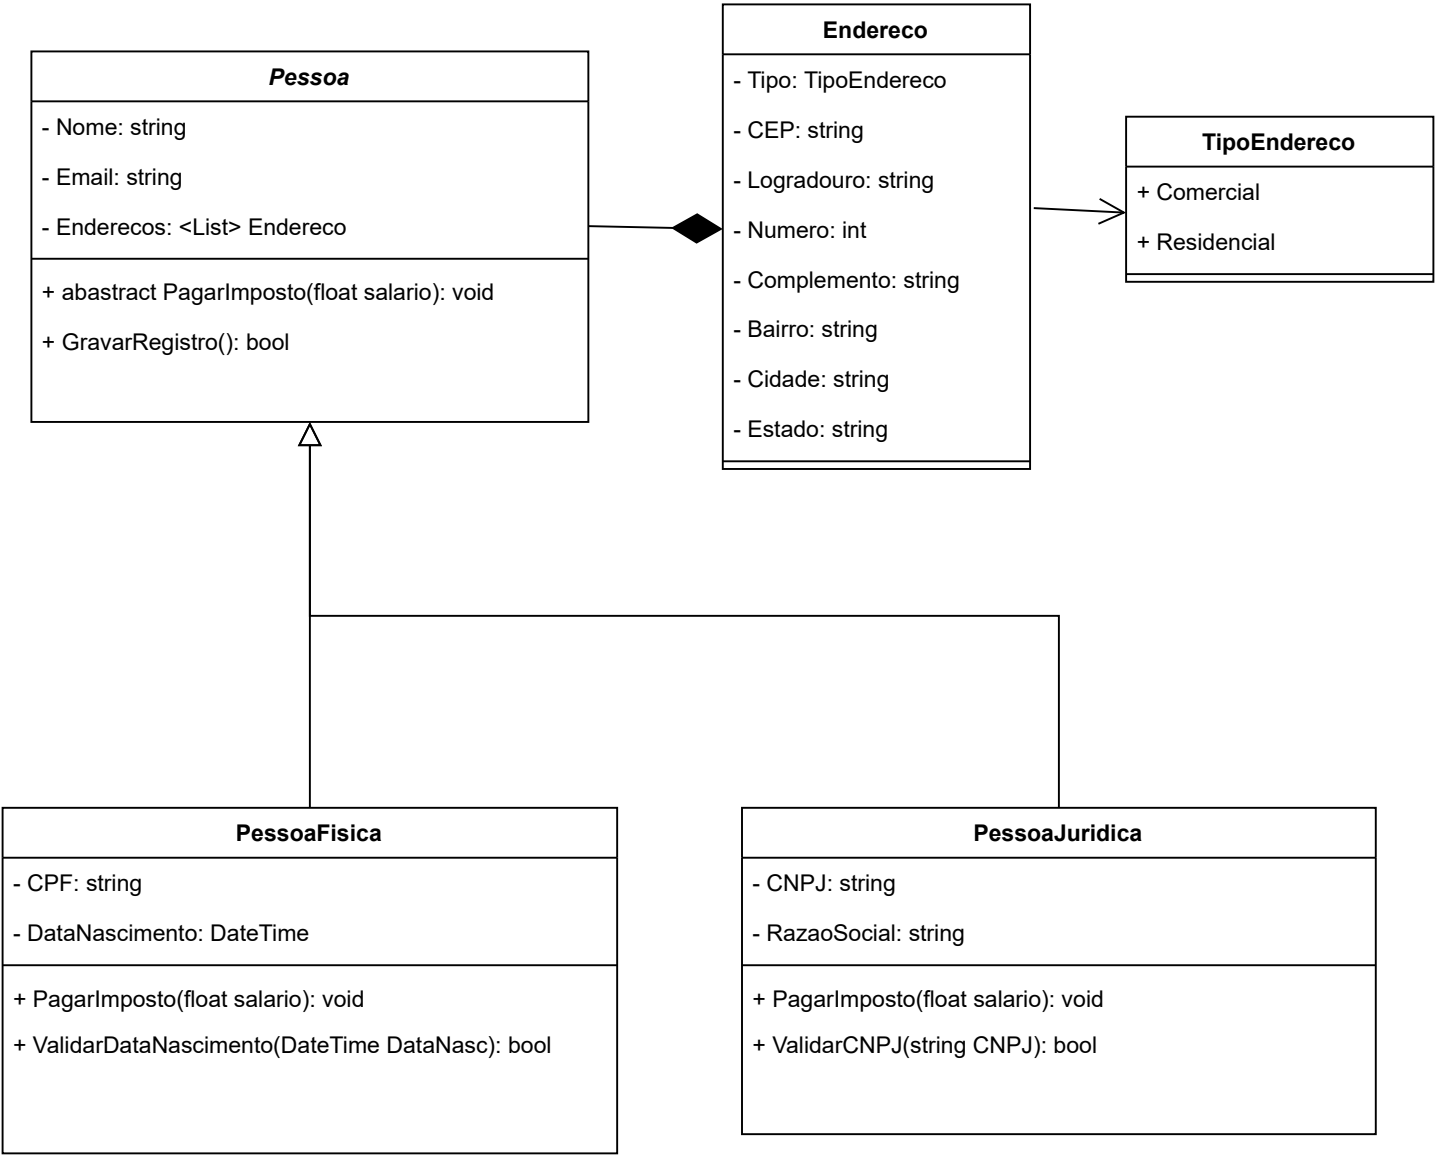 Pessoa
- Nome: string
- Email: string
- Enderecos: <List> Endereco
+ abastract PagarImposto(float salario): void
+ GravarRegistro(): bool
Endereco
- Tipo: TipoEndereco
- CEP: string
- Logradouro: string
- Numero: int
- Complemento: string
- Bairro: string
- Cidade: string
- Estado: string
TipoEndereco
+ Comercial
+ Residencial
PessoaFisica
- CPF: string
- DataNascimento: DateTime
+ PagarImposto(float salario): void
+ ValidarDataNascimento(DateTime DataNasc): bool
PessoaJuridica
- CNPJ: string
- RazaoSocial: string
+ PagarImposto(float salario): void
+ ValidarCNPJ(string CNPJ): bool